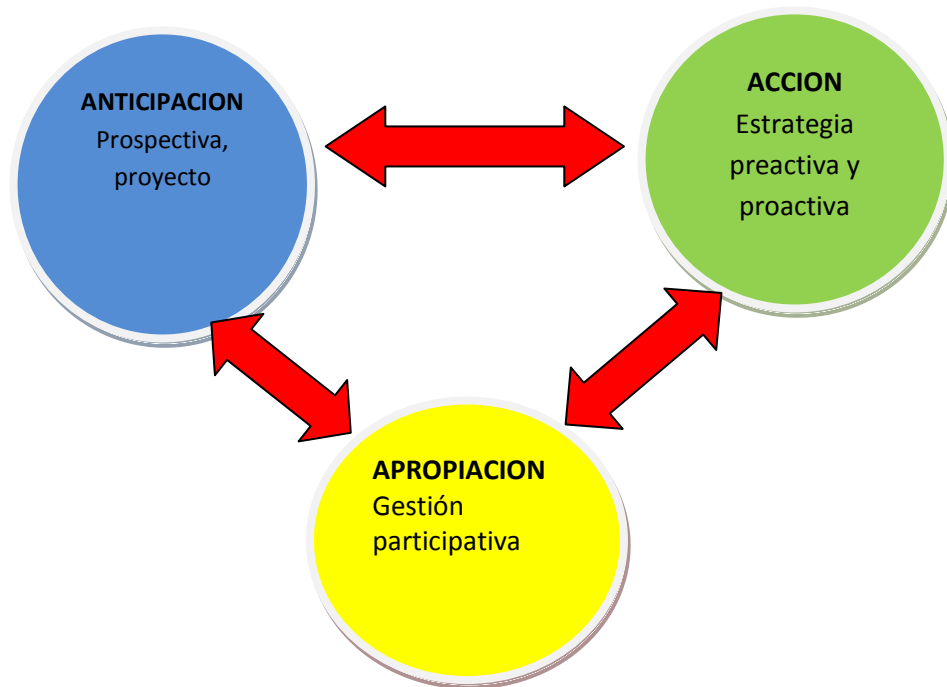 ANTICIPACION
Prospectiva,
proyecto
ACCION
Estrategia
preactiva y
proactiva
APROPIACION
Gestión
participativa